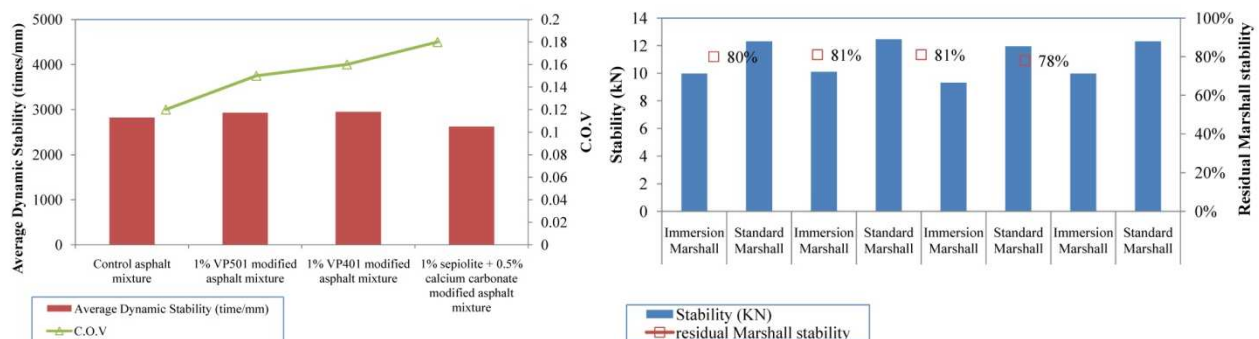 Average Dynamic Stability (times/mm)
5000
4000
3000
2000
1000
0
0.2
0.18
0.16
0.14
0.12
0.1
0.08
0.06
0.04
0.02
0
C.O.V
Control asphalt
mixture
1% VP501 modified
asphalt mixture
1% VP401 modified
asphalt mixture
1% sepiolite + 0.5%
calcium carbonate
modified asphalt
mixture
Average Dynamic Stability (time/mm)
C.O.V
Stability (kN)
14
12
10
8
6
4
2
0
80%
81%
81%
78%
100%
80%
60%
40%
20%
0%
Residual Marshall stability
Immersion
Marshall
Standard
Marshall
Immersion
Marshall
Standard
Marshall
Immersion
Marshall
Standard
Marshall
Immersion
Marshall
Standard
Marshall
Stability (KN)
residual Marshall stability